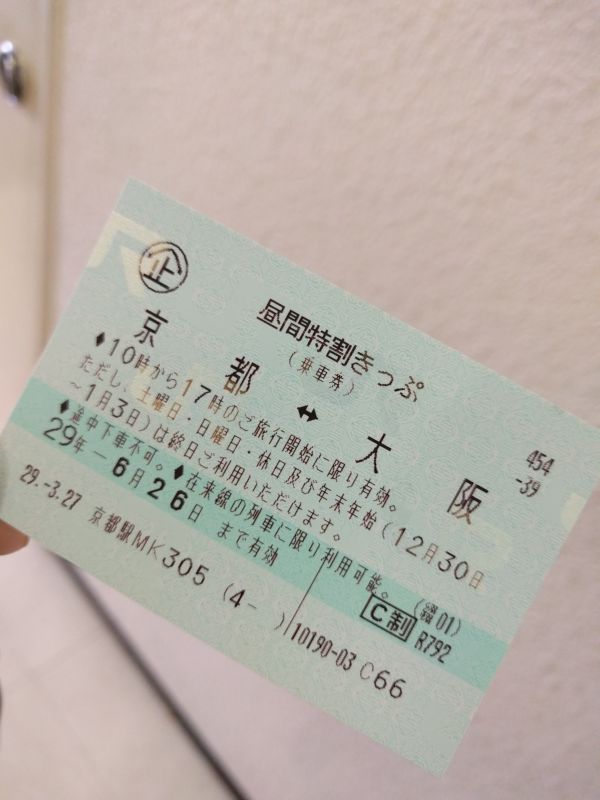 企
昼間特割きっぷ
(乗車券)
京都 ↔ 大阪
454
-39
♦10時から17時のご旅行開始に限り有効。
ただし、土曜日・日曜日・休日及び年末年始(12月30日
～1月3日)は終日ご利用いただけます。
♦途中下車不可。♦在来線の列車に限り利用可能。
29年-6月26日 まで有効
C制
01)
R792
29.-3.27 京都駅MK305 (4- ) 10190-03 C66